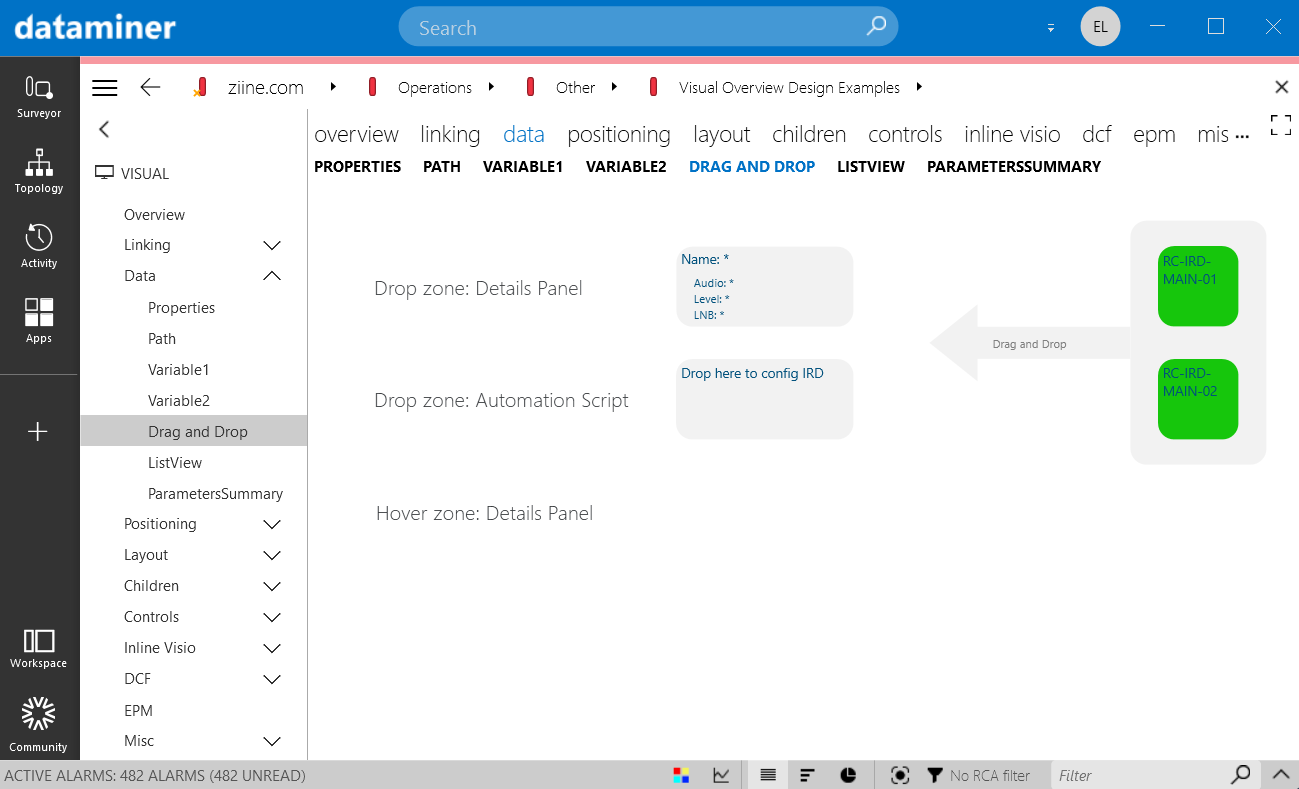 dataminer
Search
EL
Surveyor
Topology
Activity
Apps
Workspace
Community
ziine.com
Operations
Other
Visual Overview Design Examples
VISUAL
Overview
Linking
Data
Properties
Path
Variable1
Variable2
Drag and Drop
ListView
ParametersSummary
Positioning
Layout
Children
Controls
Inline Visio
DCF
EPM
Misc
overview linking data positioning layout children controls inline visio dcf epm mis ...
PROPERTIES PATH VARIABLE1 VARIABLE2 DRAG AND DROP LISTVIEW PARAMETERSSUMMARY
Drop zone: Details Panel
Name: *
Audio: *
Level: *
LNB: *
Drop zone: Automation Script
Drop here to config IRD
Hover zone: Details Panel
Drag and Drop
RC-IRD-
MAIN-01
RC-IRD-
MAIN-02
ACTIVE ALARMS: 482 ALARMS (482 UNREAD)
No RCA filter
Filter